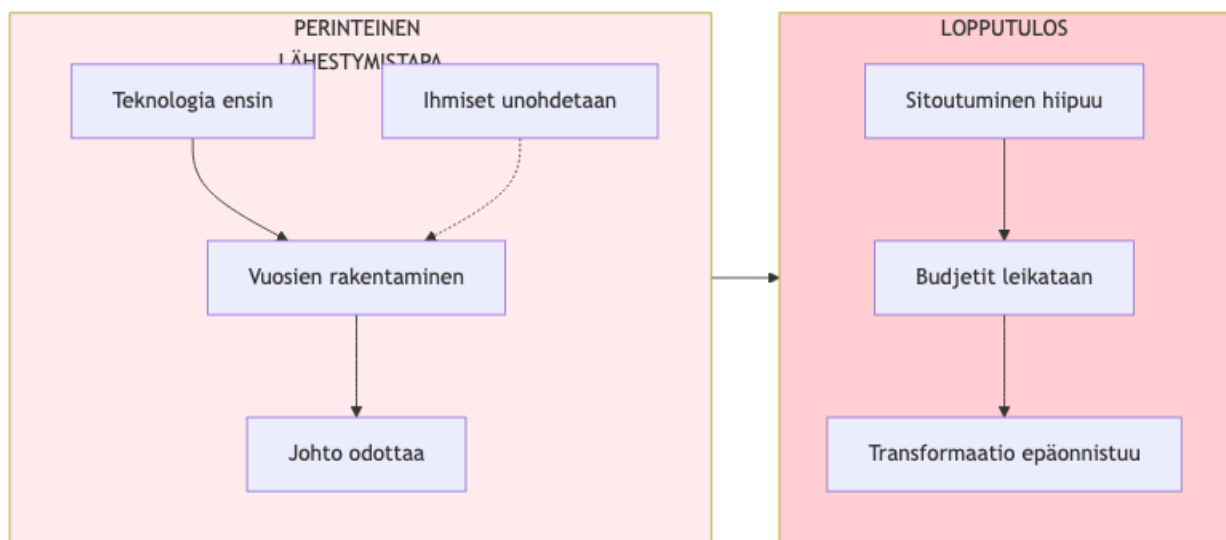 PERINTEINEN
LÄHESTYMISTAPA
Teknologia ensin
Ihmiset unohdetaan
Vuosien rakentaminen
Johto odottaa
LOPPUTULOS
Sitoutuminen hiipuu
Budjetit leikataan
Transformaatio epäonnistuu